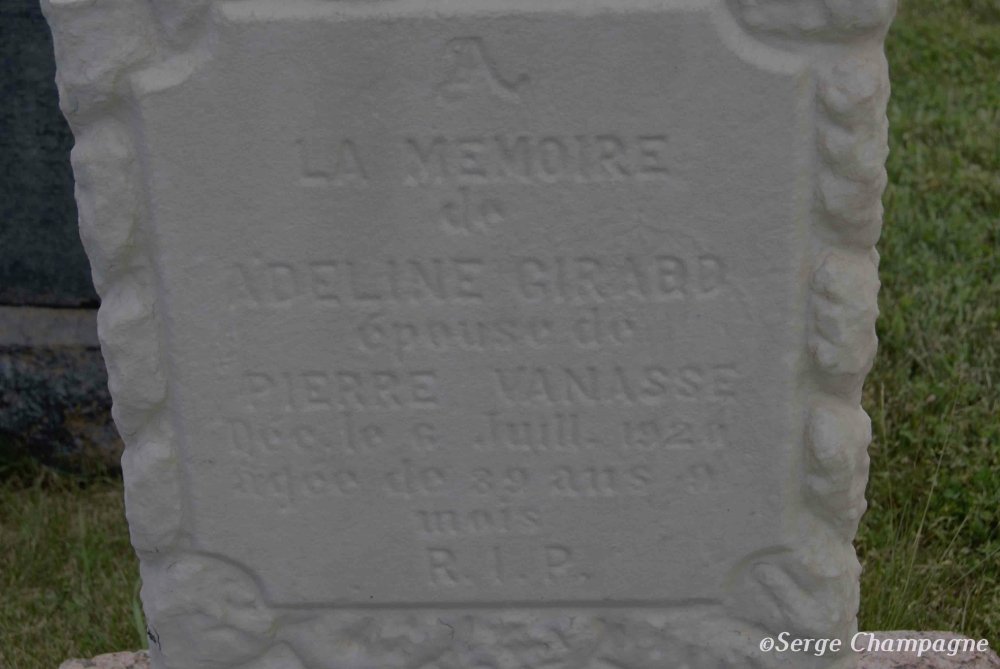 A
LA MEMOIRE
de
ADELINE GIRARD
épouse de
PIERRE VANASSE
Déc. le 6 Juill. 192
agée de 39 ans 9
mois
R.I.P.
©Serge Champagne